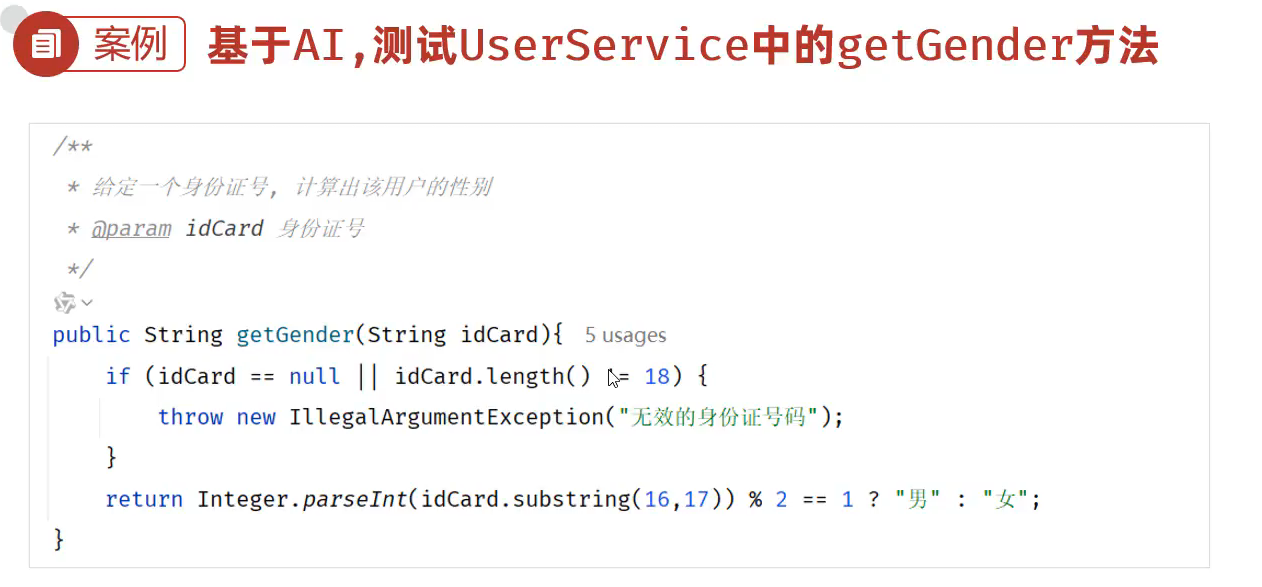 案例 基于AI,测试UserService中的getGender方法
/**
* 给定一个身份证号, 计算出该用户的性别
* @param idCard 身份证号
*/
public String getGender(String idCard){ 5 usages
if (idCard == null || idCard.length() != 18) {
throw new IllegalArgumentException("无效的身份证号码");
}
return Integer.parseInt(idCard.substring(16,17)) % 2 == 1 ? "男" : "女";
}